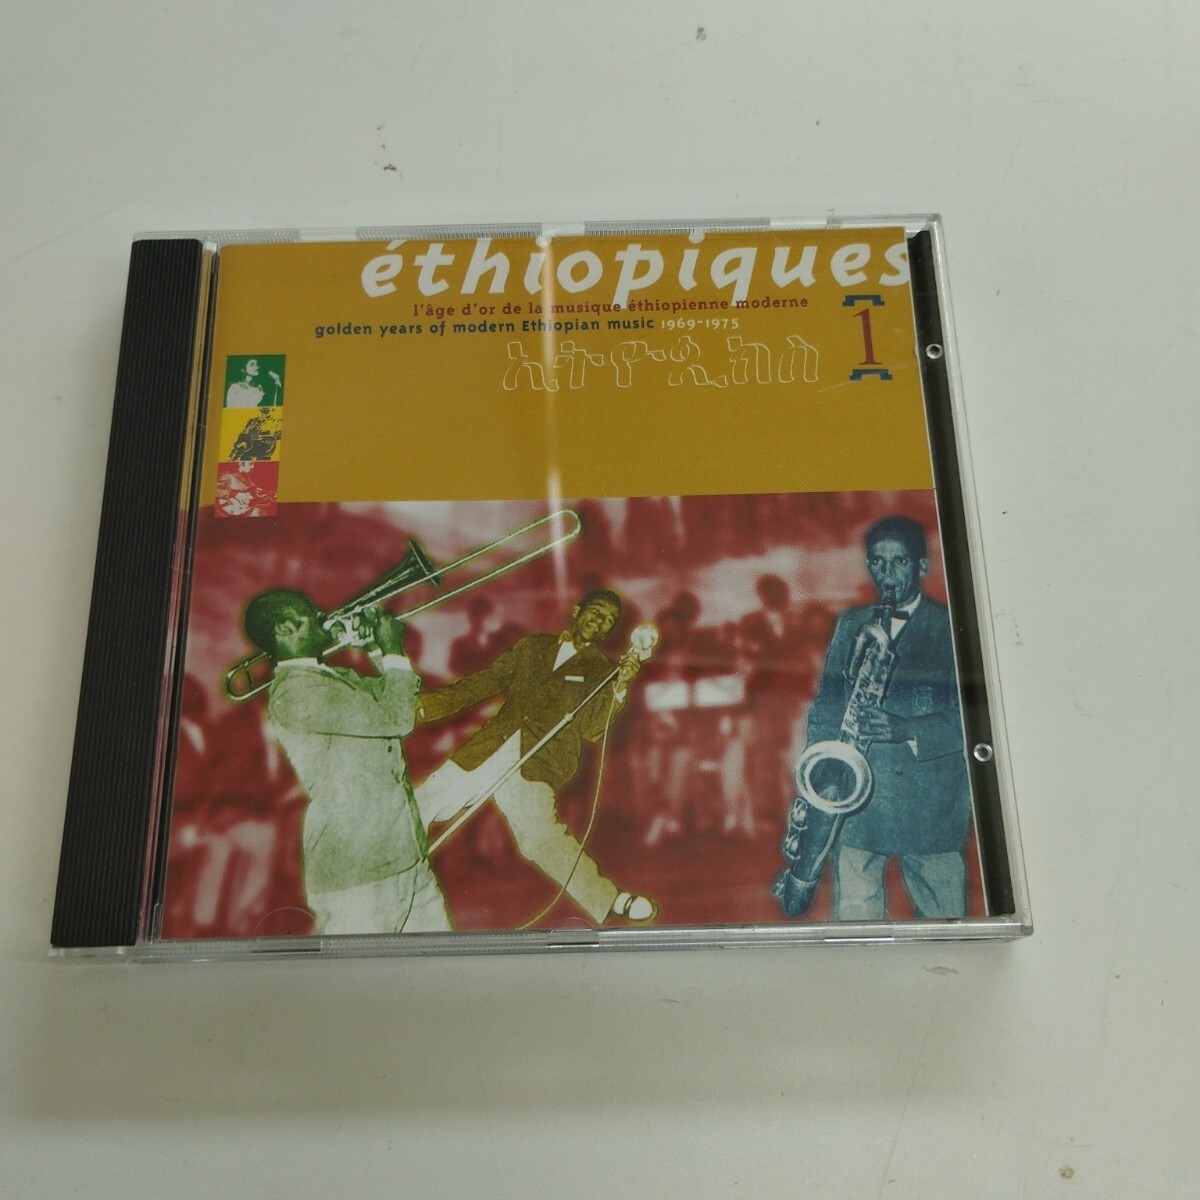 éthiopiques
l'âge d'or de la musique éthiopienne moderne
golden years of modern Ethiopian music 1969-1975
ኢትዮጲክስ
1